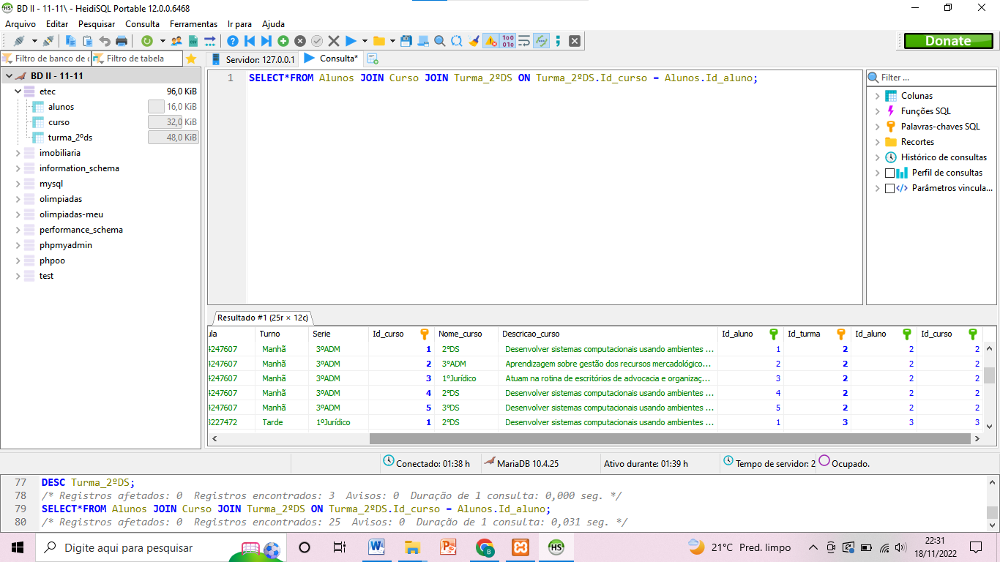 BD II - 11-11\ - HeidiSQL Portable 12.0.0.6468
Arquivo Editar Pesquisar Consulta Ferramentas Ir para Ajuda
Donate
Filtro de banco de d Filtro de tabela
Servidor: 127.0.0.1 Consulta*
BD II - 11-11
etec 96,0 KiB
alunos 16,0 KiB
curso 32,0 KiB
turma_2ºds 48,0 KiB
imobiliaria
information_schema
mysql
olimpiadas
olimpiadas-meu
performance_schema
phpmyadmin
phpoo
test
1 SELECT*FROM Alunos JOIN Curso JOIN Turma_2ºDS ON Turma_2ºDS.Id_curso = Alunos.Id_aluno;
Filter ...
Colunas
Funções SQL
Palavras-chaves SQL
Recortes
Histórico de consultas
Perfil de consultas
Parâmetros vincula...
Resultado #1 (25r × 12c)
ula Turno Serie Id_curso Nome_curso Descricao_curso Id_aluno Id_turma Id_aluno Id_curso
4247607 Manhã 3ºADM 1 2ºDS Desenvolver sistemas computacionais usando ambientes ... 1 2 2 2
4247607 Manhã 3ºADM 2 3ºADM Aprendizagem sobre gestão dos recursos mercadológico... 2 2 2 2
4247607 Manhã 3ºADM 3 1ºJurídico Atuam na rotina de escritórios de advocacia e organizaç... 3 2 2 2
4247607 Manhã 3ºADM 4 2ºDS Desenvolver sistemas computacionais usando ambientes ... 4 2 2 2
4247607 Manhã 3ºADM 5 3ºDS Desenvolver sistemas computacionais usando ambientes ... 5 2 2 2
3227472 Tarde 1ºJurídico 1 2ºDS Desenvolver sistemas computacionais usando ambientes ... 1 3 3 3
Conectado: 01:38 h MariaDB 10.4.25 Ativo durante: 01:39 h Tempo de servidor: 2 Ocupado.
77 DESC Turma_2ºDS;
78 /* Registros afetados: 0 Registros encontrados: 3 Avisos: 0 Duração de 1 consulta: 0,000 seg. */
79 SELECT*FROM Alunos JOIN Curso JOIN Turma_2ºDS ON Turma_2ºDS.Id_curso = Alunos.Id_aluno;
80 /* Registros afetados: 0 Registros encontrados: 25 Avisos: 0 Duração de 1 consulta: 0,031 seg. */
Digite aqui para pesquisar
21°C Pred. limpo
22:31
18/11/2022